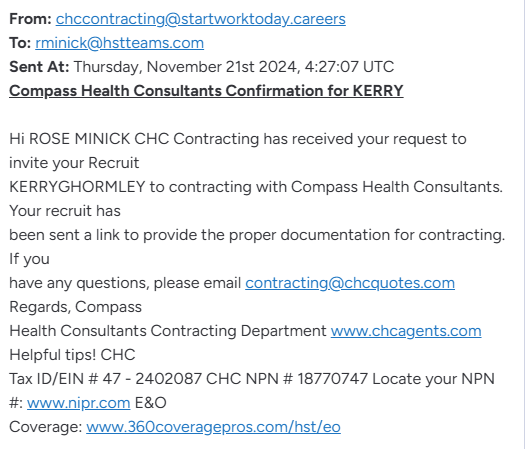 From: chccontracting@startworktoday.careers
To: rminick@hstteams.com
Sent At: Thursday, November 21st 2024, 4:27:07 UTC
Compass Health Consultants Confirmation for KERRY
Hi ROSE MINICK CHC Contracting has received your request to
invite your Recruit
KERRYGHORMLEY to contracting with Compass Health Consultants.
Your recruit has
been sent a link to provide the proper documentation for contracting.
If you
have any questions, please email contracting@chcquotes.com
Regards, Compass
Health Consultants Contracting Department www.chcagents.com
Helpful tips! CHC
Tax ID/EIN # 47 - 2402087 CHC NPN # 18770747 Locate your NPN
#: www.nipr.com E&O
Coverage: www.360coveragepros.com/hst/eo